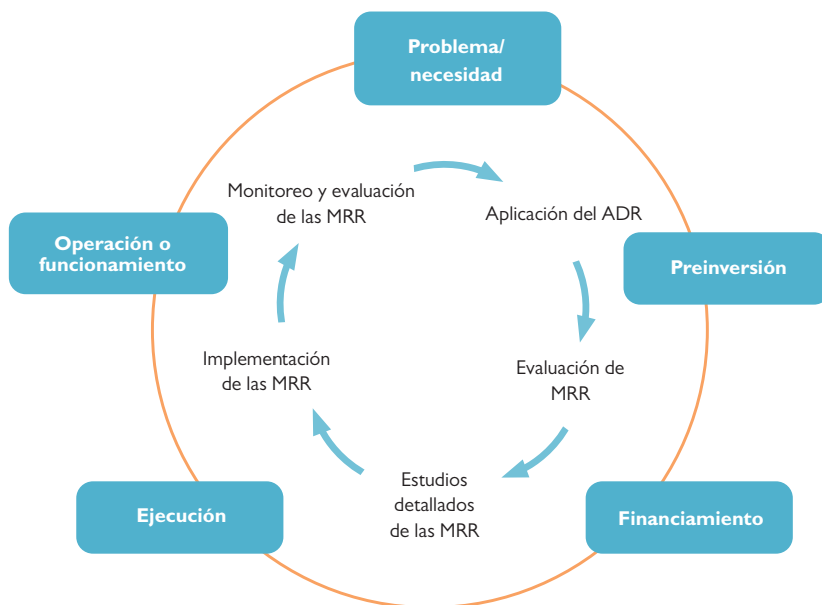 Problema/
necesidad
Monitoreo y evaluación
de las MRR
Aplicación del ADR
Operación o
funcionamiento
Preinversión
Implementación
de las MRR
Evaluación de
MRR
Estudios
detallados
de las MRR
Ejecución
Financiamiento